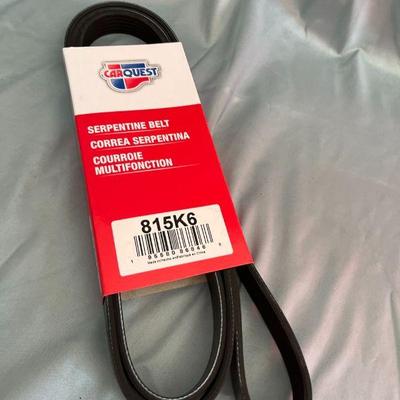 CARQUEST
SERPENTINE BELT
CORREA SERPENTINA
COURROIE
MULTIFONCTION
815K6